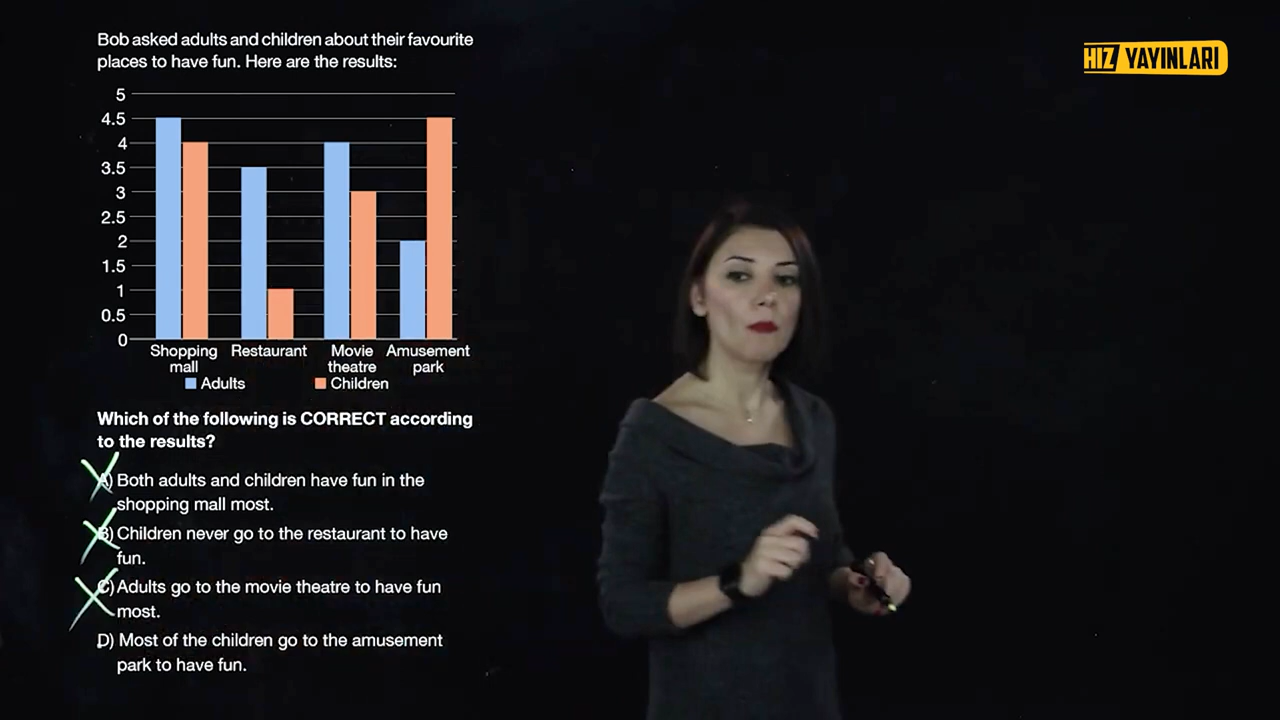 Bob asked adults and children about their favourite
places to have fun. Here are the results:
HIZ YAYINLARI
5
4.5
4
3.5
3
2.5
2
1.5
1
0.5
0
Shopping mall
Restaurant
Movie theatre
Amusement park
Adults
Children
Which of the following is CORRECT according
to the results?
A) Both adults and children have fun in the
shopping mall most.
B) Children never go to the restaurant to have
fun.
C) Adults go to the movie theatre to have fun
most.
D) Most of the children go to the amusement
park to have fun.